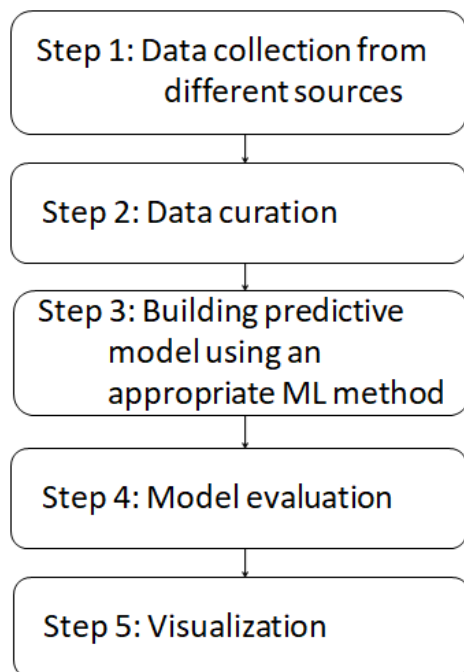 Step 1: Data collection from
different sources
Step 2: Data curation
Step 3: Building predictive
model using an
appropriate ML method
Step 4: Model evaluation
Step 5: Visualization